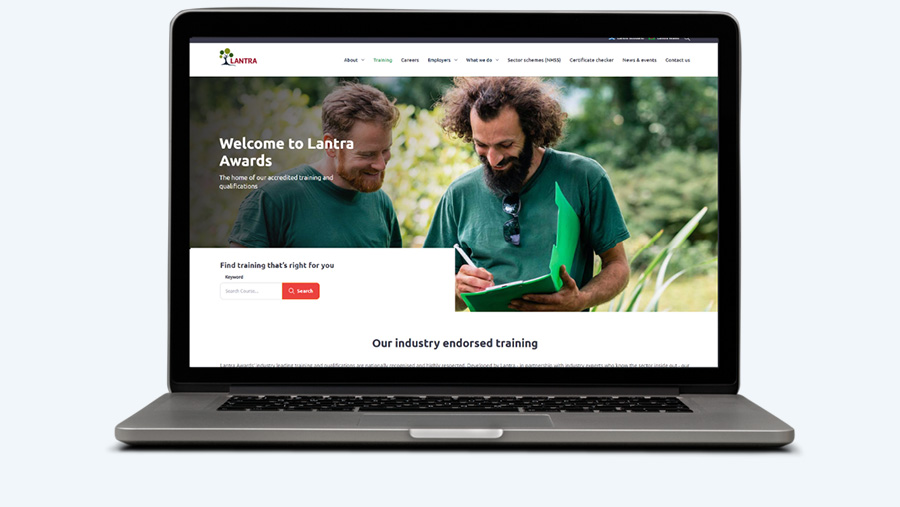 LANTRA
About
Training
Careers
Employers
What we do
Sector schemes (NHSS)
Certificate checker
News & events
Contact us
Welcome to Lantra
Awards
The home of our accredited training and
qualifications
Find training that's right for you
Keyword
Search Course...
Search
Our industry endorsed training
Lantra Awards' industry leading training and qualifications are nationally recognised and highly respected. Developed by Lantra - in partnership with industry experts who know the sector inside out - our